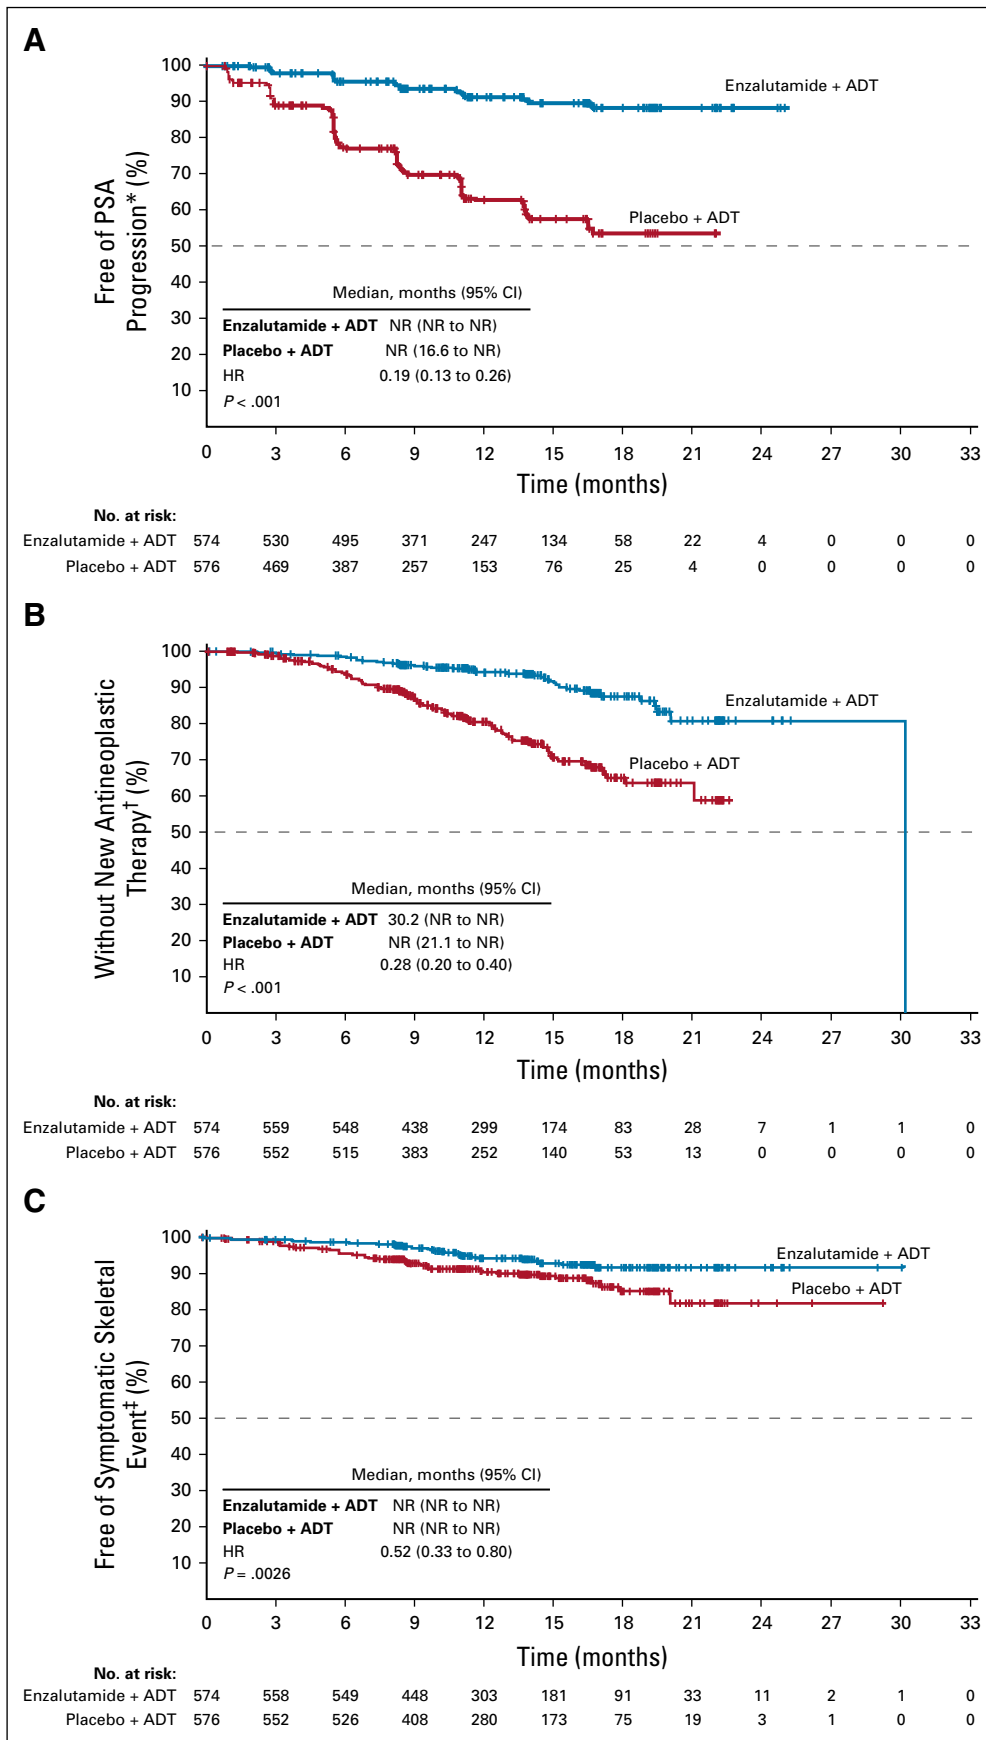 A
100
90
80
70
60
50
40
30
20
10
Free of PSA
Progression* (%)
Enzalutamide + ADT
Placebo + ADT
Median, months (95% CI)
Enzalutamide + ADT NR (NR to NR)
Placebo + ADT NR (16.6 to NR)
HR 0.19 (0.13 to 0.26)
P < .001
0 3 6 9 12 15 18 21 24 27 30 33
Time (months)
No. at risk:
Enzalutamide + ADT 574 530 495 371 247 134 58 22 4 0 0 0
Placebo + ADT 576 469 387 257 153 76 25 4 0 0 0 0
B
100
90
80
70
60
50
40
30
20
10
Without New Antineoplastic
Therapy† (%)
Enzalutamide + ADT
Placebo + ADT
Median, months (95% CI)
Enzalutamide + ADT 30.2 (NR to NR)
Placebo + ADT NR (21.1 to NR)
HR 0.28 (0.20 to 0.40)
P < .001
0 3 6 9 12 15 18 21 24 27 30 33
Time (months)
No. at risk:
Enzalutamide + ADT 574 559 548 438 299 174 83 28 7 1 1 0
Placebo + ADT 576 552 515 383 252 140 53 13 0 0 0 0
C
100
90
80
70
60
50
40
30
20
10
Free of Symptomatic Skeletal
Event‡ (%)
Enzalutamide + ADT
Placebo + ADT
Median, months (95% CI)
Enzalutamide + ADT NR (NR to NR)
Placebo + ADT NR (NR to NR)
HR 0.52 (0.33 to 0.80)
P = .0026
0 3 6 9 12 15 18 21 24 27 30 33
Time (months)
No. at risk:
Enzalutamide + ADT 574 558 549 448 303 181 91 33 11 2 1 0
Placebo + ADT 576 552 526 408 280 173 75 19 3 1 0 0